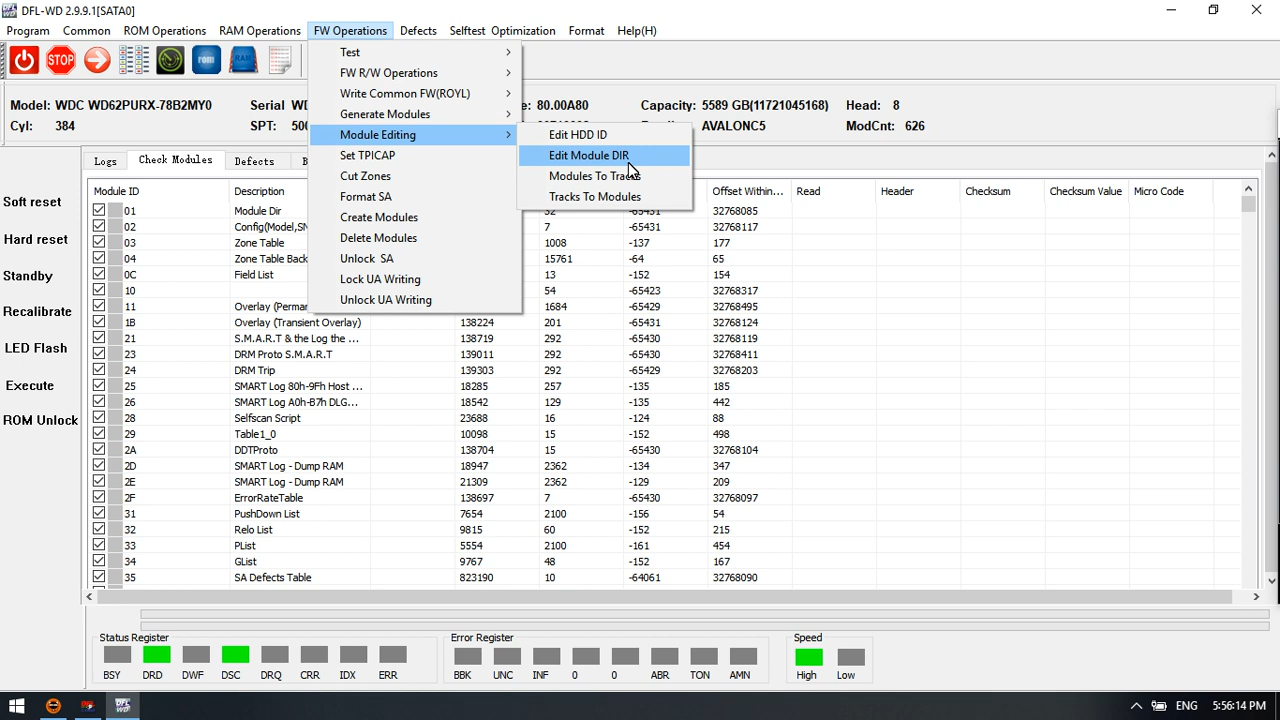 DFL-WD 2.9.9.1[SATA0]
Program Common ROM Operations RAM Operations FW Operations Defects Selftest Optimization Format Help(H)
STOP rom RAM
Model: WDC WD62PURX-78B2MY0 Serial WD 80.00A80 Capacity: 5589 GB(11721045168) Head: 8
Cyl: 384 SPT: 500 Family: AVALONC5 ModCnt: 626
Test
FW R/W Operations
Write Common FW(ROYL)
Generate Modules
Module Editing
Set TPICAP
Cut Zones
Format SA
Create Modules
Delete Modules
Unlock SA
Lock UA Writing
Unlock UA Writing
Edit HDD ID
Edit Module DIR
Modules To Tracks
Tracks To Modules
Soft reset
Hard reset
Standby
Recalibrate
LED Flash
Execute
ROM Unlock
Logs Check Modules Defects
Module ID Description Offset Within... Read Header Checksum Checksum Value Micro Code
01 Module Dir 32 -65431 32768085
02 Config(Model,SN 7 -65431 32768117
03 Zone Table 1008 -137 177
04 Zone Table Back 15761 -64 65
0C Field List 13 -152 154
10 54 -65423 32768317
11 Overlay (Perma 1684 -65429 32768495
1B Overlay (Transient Overlay) 138224 201 -65431 32768124
21 S.M.A.R.T & the Log the ... 138719 292 -65430 32768119
23 DRM Proto S.M.A.R.T 139011 292 -65430 32768411
24 DRM Trip 139303 292 -65429 32768203
25 SMART Log 80h-9Fh Host ... 18285 257 -135 185
26 SMART Log A0h-B7h DLG... 18542 129 -135 442
28 Selfscan Script 23688 16 -124 88
29 Table1_0 10098 15 -152 498
2A DDTProto 138704 15 -65430 32768104
2D SMART Log - Dump RAM 18947 2362 -134 347
2E SMART Log - Dump RAM 21309 2362 -129 209
2F ErrorRateTable 138697 7 -65430 32768097
31 PushDown List 7654 2100 -156 54
32 Relo List 9815 60 -152 215
33 PList 5554 2100 -161 454
34 GList 9767 48 -152 167
35 SA Defects Table 823190 10 -64061 32768090
Status Register Error Register Speed
BSY DRD DWF DSC DRQ CRR IDX ERR BBK UNC INF 0 0 ABR TON AMN High Low
ENG 5:56:14 PM